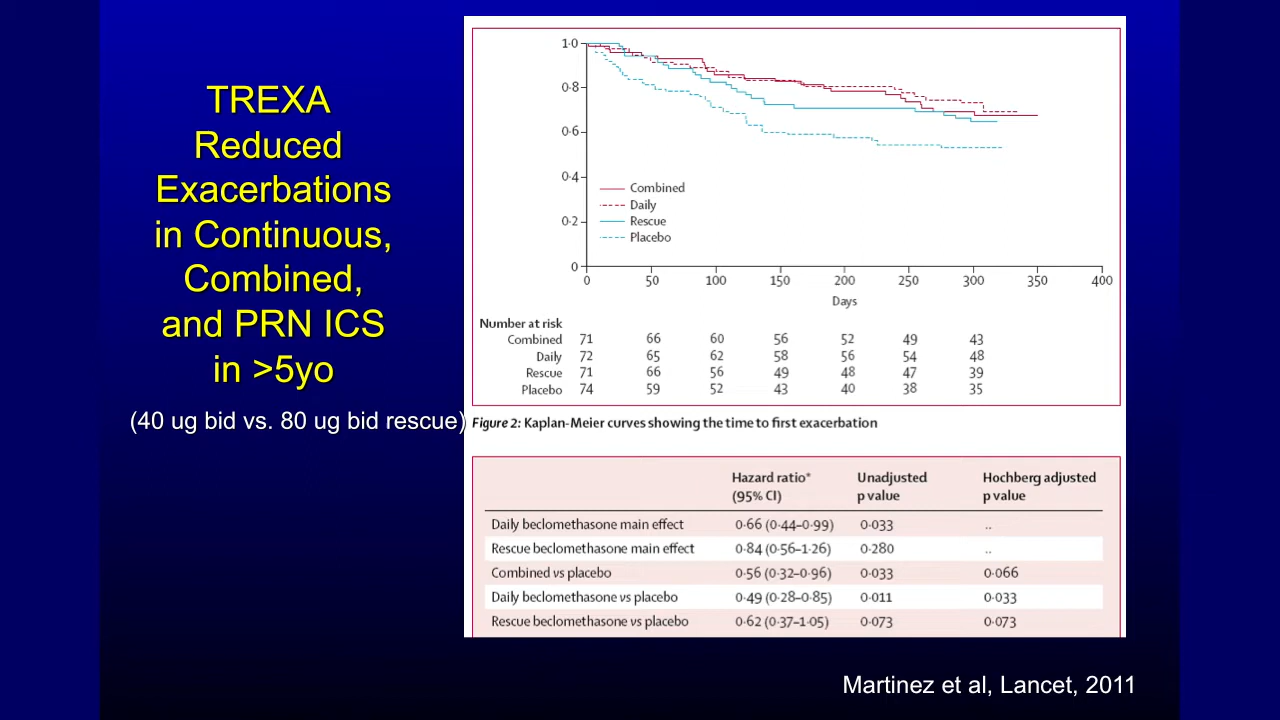 TREXA
Reduced
Exacerbations
in Continuous,
Combined,
and PRN ICS
in >5yo
(40 ug bid vs. 80 ug bid rescue)
1·0
0·8
0·6
0·4
0·2
0
Combined
Daily
Rescue
Placebo
0 50 100 150 200 250 300 350 400
Days
Number at risk
Combined 71 66 60 56 52 49 43
Daily 72 65 62 58 56 54 48
Rescue 71 66 56 49 48 47 39
Placebo 74 59 52 43 40 38 35
Figure 2: Kaplan-Meier curves showing the time to first exacerbation
Hazard ratio* Unadjusted Hochberg adjusted
(95% CI) p value p value
Daily beclomethasone main effect 0·66 (0·44–0·99) 0·033 ..
Rescue beclomethasone main effect 0·84 (0·56–1·26) 0·280 ..
Combined vs placebo 0·56 (0·32–0·96) 0·033 0·066
Daily beclomethasone vs placebo 0·49 (0·28–0·85) 0·011 0·033
Rescue beclomethasone vs placebo 0·62 (0·37–1·05) 0·073 0·073
Martinez et al, Lancet, 2011